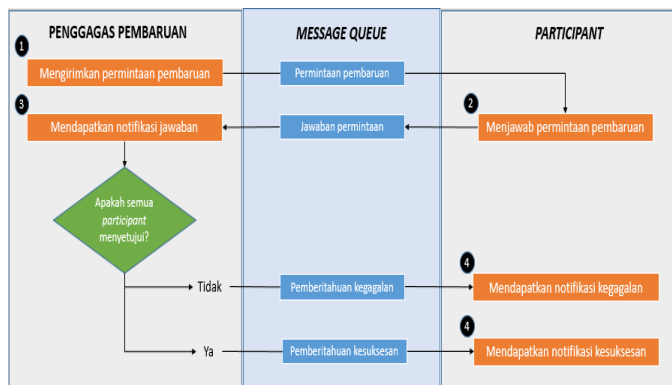 PENGGAGAS PEMBARUAN
MESSAGE QUEUE
PARTICIPANT
1
Mengirimkan permintaan pembaruan
Permintaan pembaruan
3
Mendapatkan notifikasi jawaban
Jawaban permintaan
2
Menjawab permintaan pembaruan
Apakah semua
participant
menyetujui?
Tidak
Pemberitahuan kegagalan
4
Mendapatkan notifikasi kegagalan
Ya
Pemberitahuan kesuksesan
4
Mendapatkan notifikasi kesuksesan